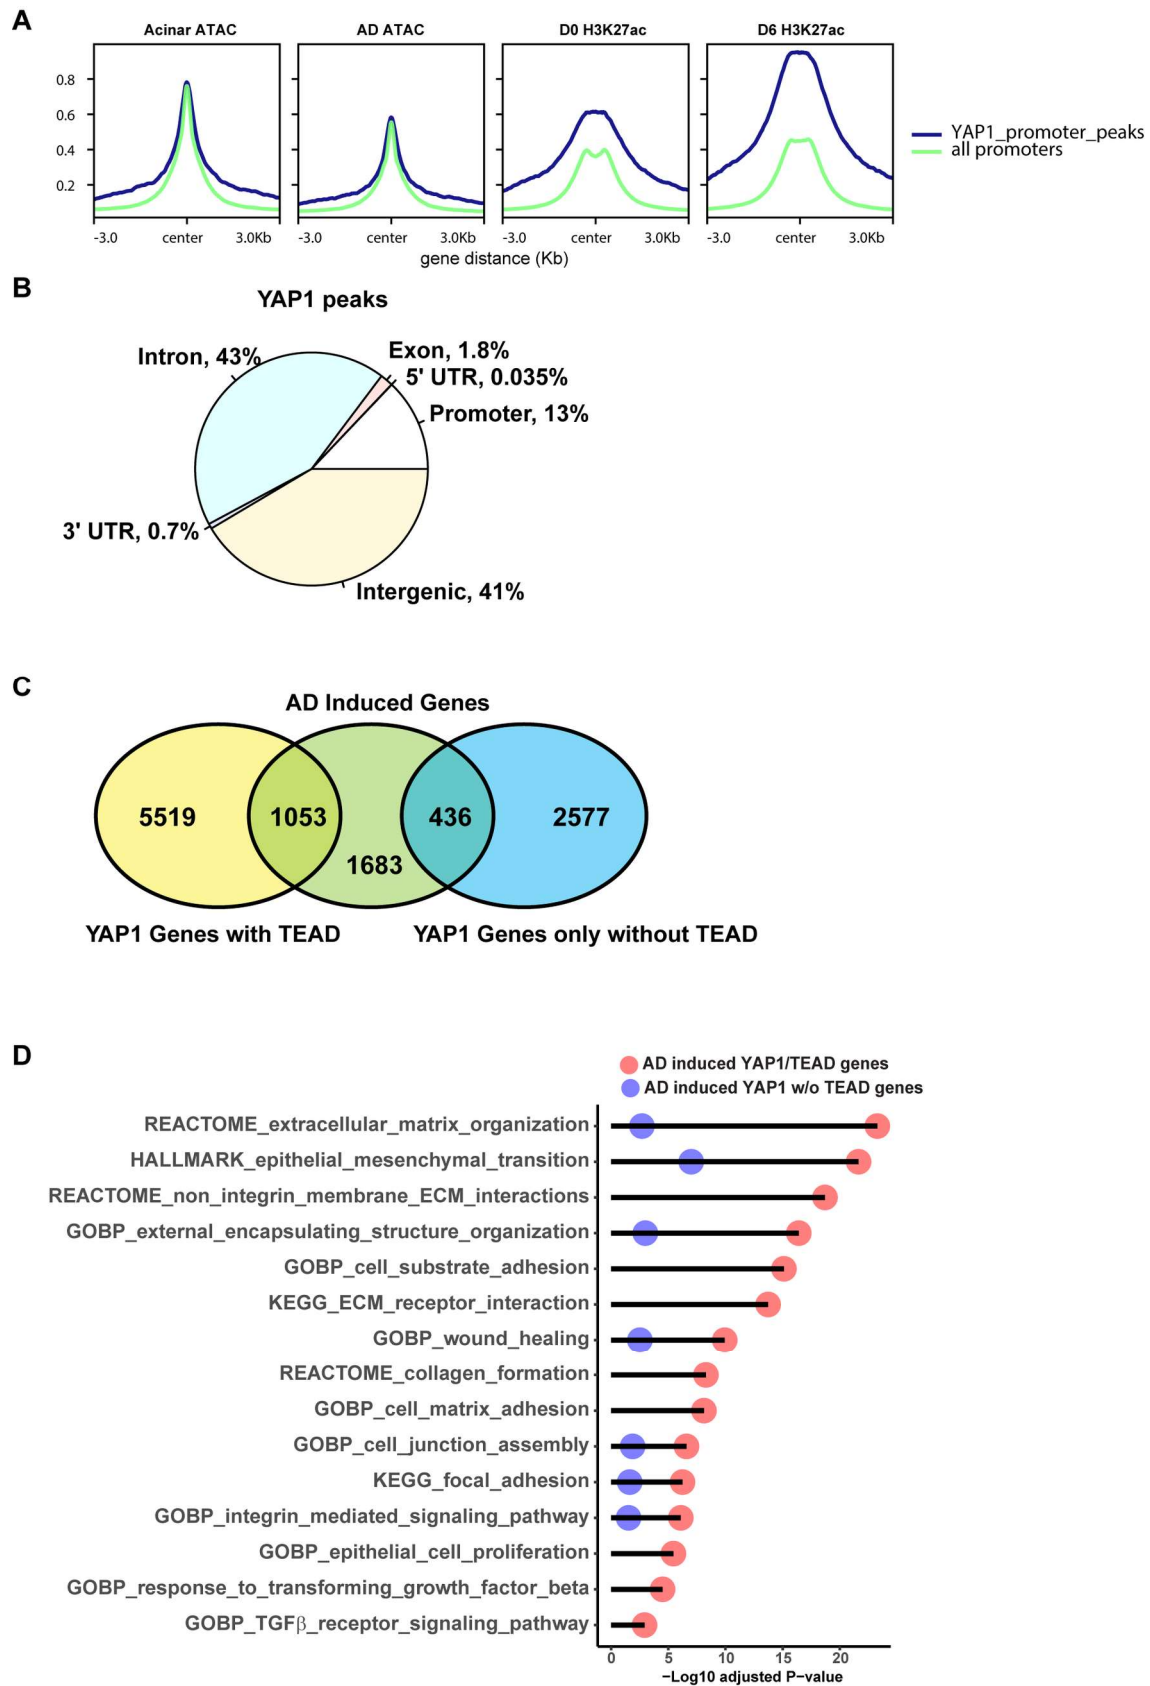 A
Acinar ATAC
AD ATAC
D0 H3K27ac
D6 H3K27ac
0.8
0.6
0.4
0.2
YAP1_promoter_peaks
all promoters
-3.0 center 3.0Kb
-3.0 center 3.0Kb
-3.0 center 3.0Kb
-3.0 center 3.0Kb
gene distance (Kb)
B
YAP1 peaks
Intron, 43%
Exon, 1.8%
5' UTR, 0.035%
Promoter, 13%
3' UTR, 0.7%
Intergenic, 41%
C
AD Induced Genes
5519 1053 436 2577
1683
YAP1 Genes with TEAD
YAP1 Genes only without TEAD
D
AD induced YAP1/TEAD genes
AD induced YAP1 w/o TEAD genes
REACTOME_extracellular_matrix_organization
HALLMARK_epithelial_mesenchymal_transition
REACTOME_non_integrin_membrane_ECM_interactions
GOBP_external_encapsulating_structure_organization
GOBP_cell_substrate_adhesion
KEGG_ECM_receptor_interaction
GOBP_wound_healing
REACTOME_collagen_formation
GOBP_cell_matrix_adhesion
GOBP_cell_junction_assembly
KEGG_focal_adhesion
GOBP_integrin_mediated_signaling_pathway
GOBP_epithelial_cell_proliferation
GOBP_response_to_transforming_growth_factor_beta
GOBP_TGFβ_receptor_signaling_pathway
0 5 10 15 20
−Log10 adjusted P−value